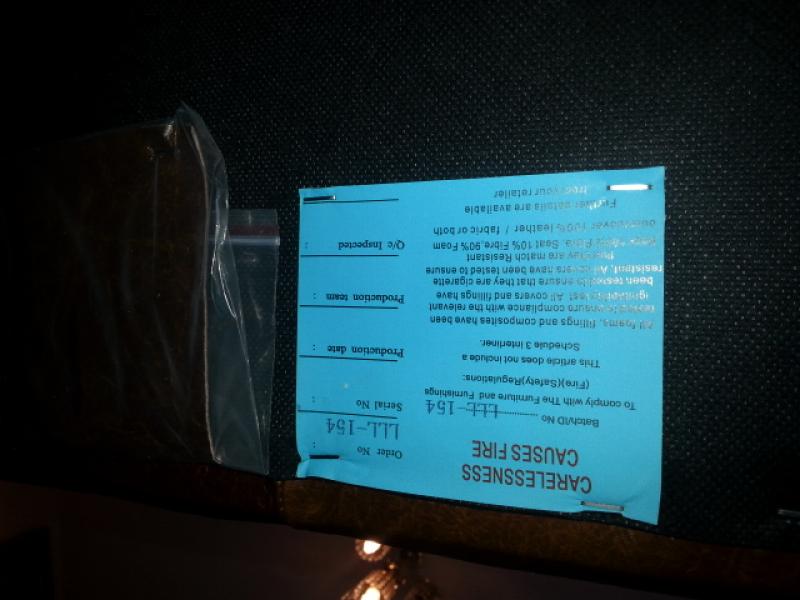 CARELESSNESS
CAUSES FIRE
Batch/ID No ............ LLL-154
To comply with The Furniture and Furnishings
(Fire)(Safety)Regulations:
This article does not include a
Schedule 3 interliner.
All foams, fillings and composites have been
tested to ensure compliance with the relevant
ignitability test. All covers and fillings have
been tested to ensure that they are cigarette
resistant. All covers have been tested to ensure
that they are match Resistant
Fibre, Seat 10% Fibre,90% Foam
outercover 100% leather / fabric or both
Further details are available
from your retailer
Order No :
LLL-154
Serial No :
Production date :
Production team :
Q/c Inspected :